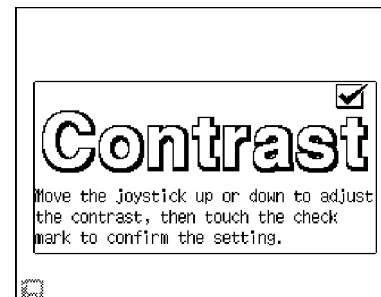 Contrast
Move the joystick up or down to adjust
the contrast, then touch the check
mark to confirm the setting.